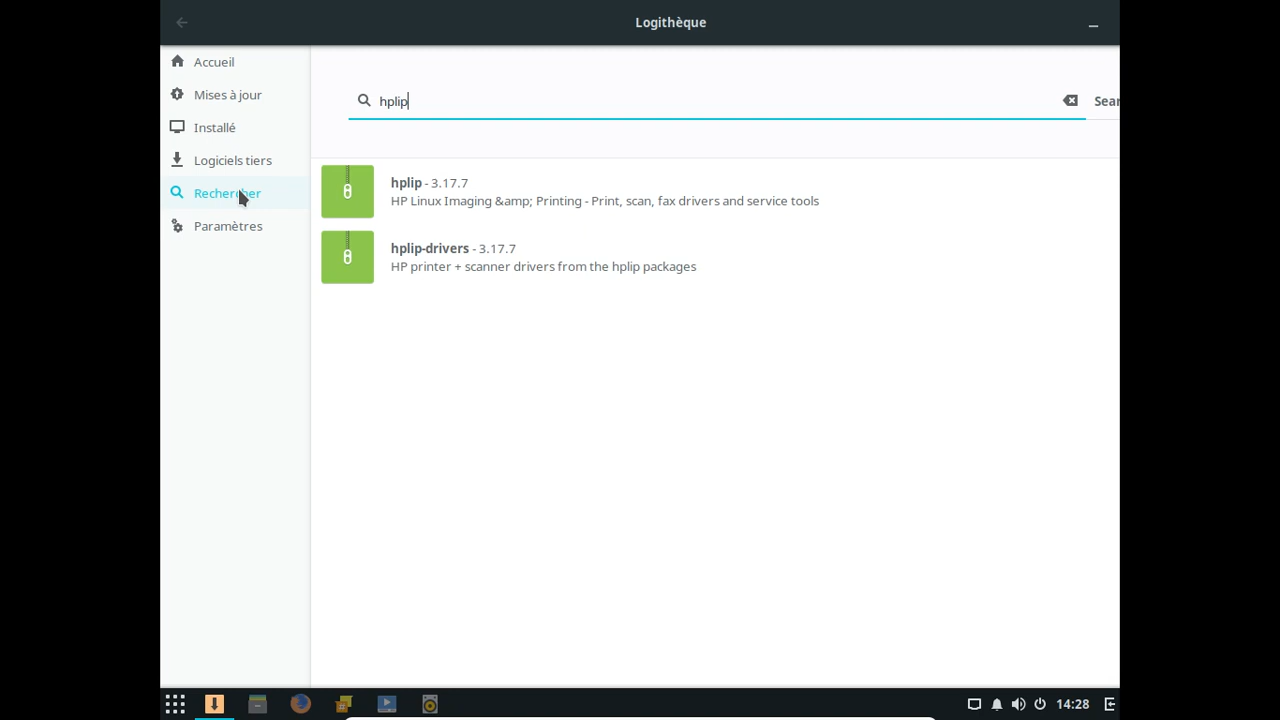 Logithèque
Accueil
Mises à jour
Installé
Logiciels tiers
Rechercher
Paramètres
hplip
Sear
hplip - 3.17.7
HP Linux Imaging &amp; Printing - Print, scan, fax drivers and service tools
hplip-drivers - 3.17.7
HP printer + scanner drivers from the hplip packages
14:28